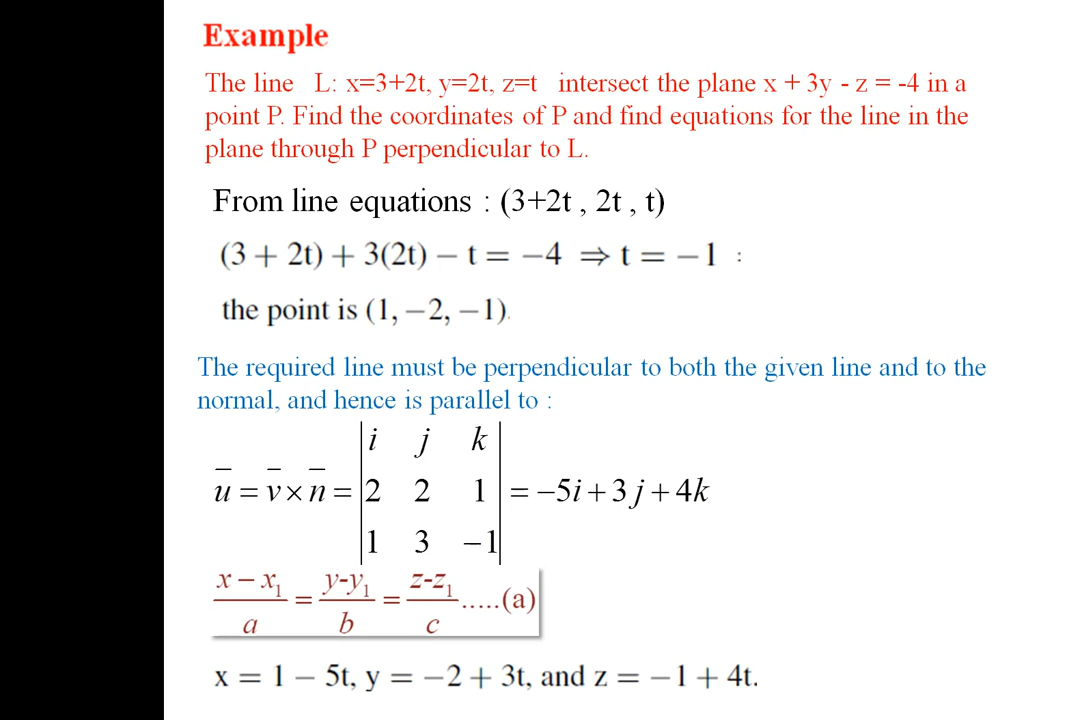 Example
The line L: x=3+2t, y=2t, z=t intersect the plane x + 3y - z = -4 in a
point P. Find the coordinates of P and find equations for the line in the
plane through P perpendicular to L.
From line equations : (3+2t , 2t , t)
(3 + 2t) + 3(2t) − t = −4 ⇒ t = −1 :
the point is (1, −2, −1).
The required line must be perpendicular to both the given line and to the
normal, and hence is parallel to :
u̅ = v̅ × n̅ = | i j k ; 2 2 1 ; 1 3 −1 | = −5i + 3j + 4k
(x − x₁)/a = (y-y₁)/b = (z-z₁)/c .....(a)
x = 1 − 5t, y = −2 + 3t, and z = −1 + 4t.